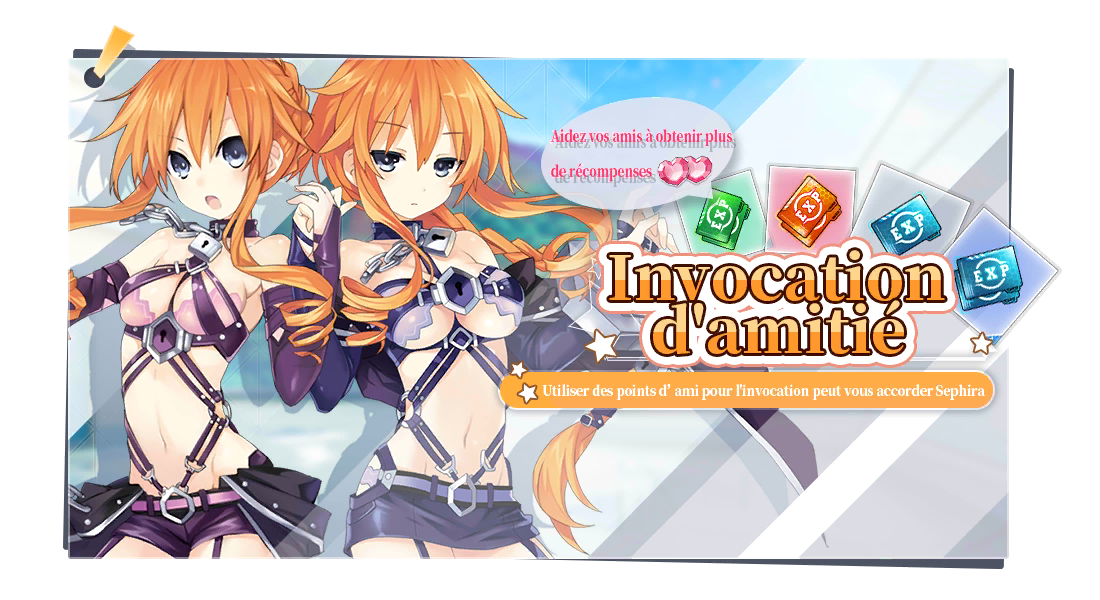 Aidez vos amis à obtenir plus
de récompenses
EXP
EXP
EXP
EXP
Invocation
d'amitié
Utiliser des points d' ami pour l'invocation peut vous accorder Sephira